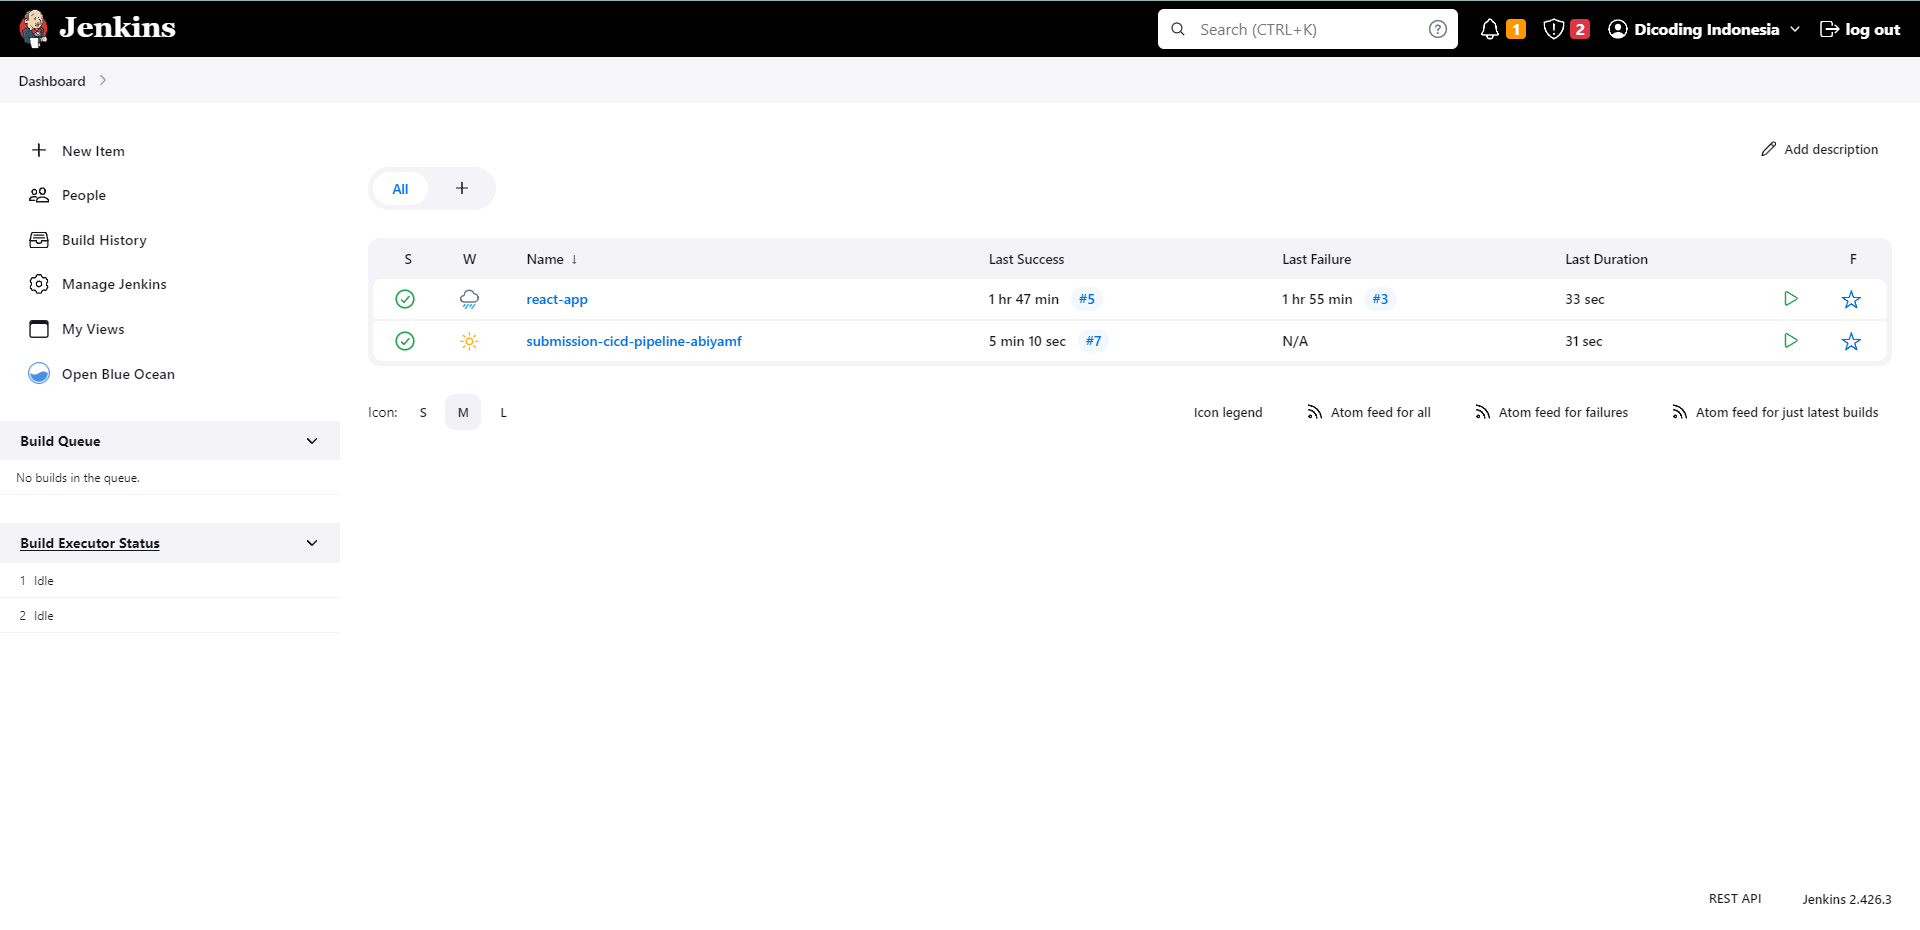 Jenkins
Search (CTRL+K)
1
2
Dicoding Indonesia
log out
Dashboard
New Item
People
Build History
Manage Jenkins
My Views
Open Blue Ocean
Build Queue
No builds in the queue.
Build Executor Status
1 Idle
2 Idle
Add description
All
S W Name ↓ Last Success Last Failure Last Duration F
react-app 1 hr 47 min #5 1 hr 55 min #3 33 sec
submission-cicd-pipeline-abiyamf 5 min 10 sec #7 N/A 31 sec
Icon: S M L
Icon legend
Atom feed for all
Atom feed for failures
Atom feed for just latest builds
REST API
Jenkins 2.426.3